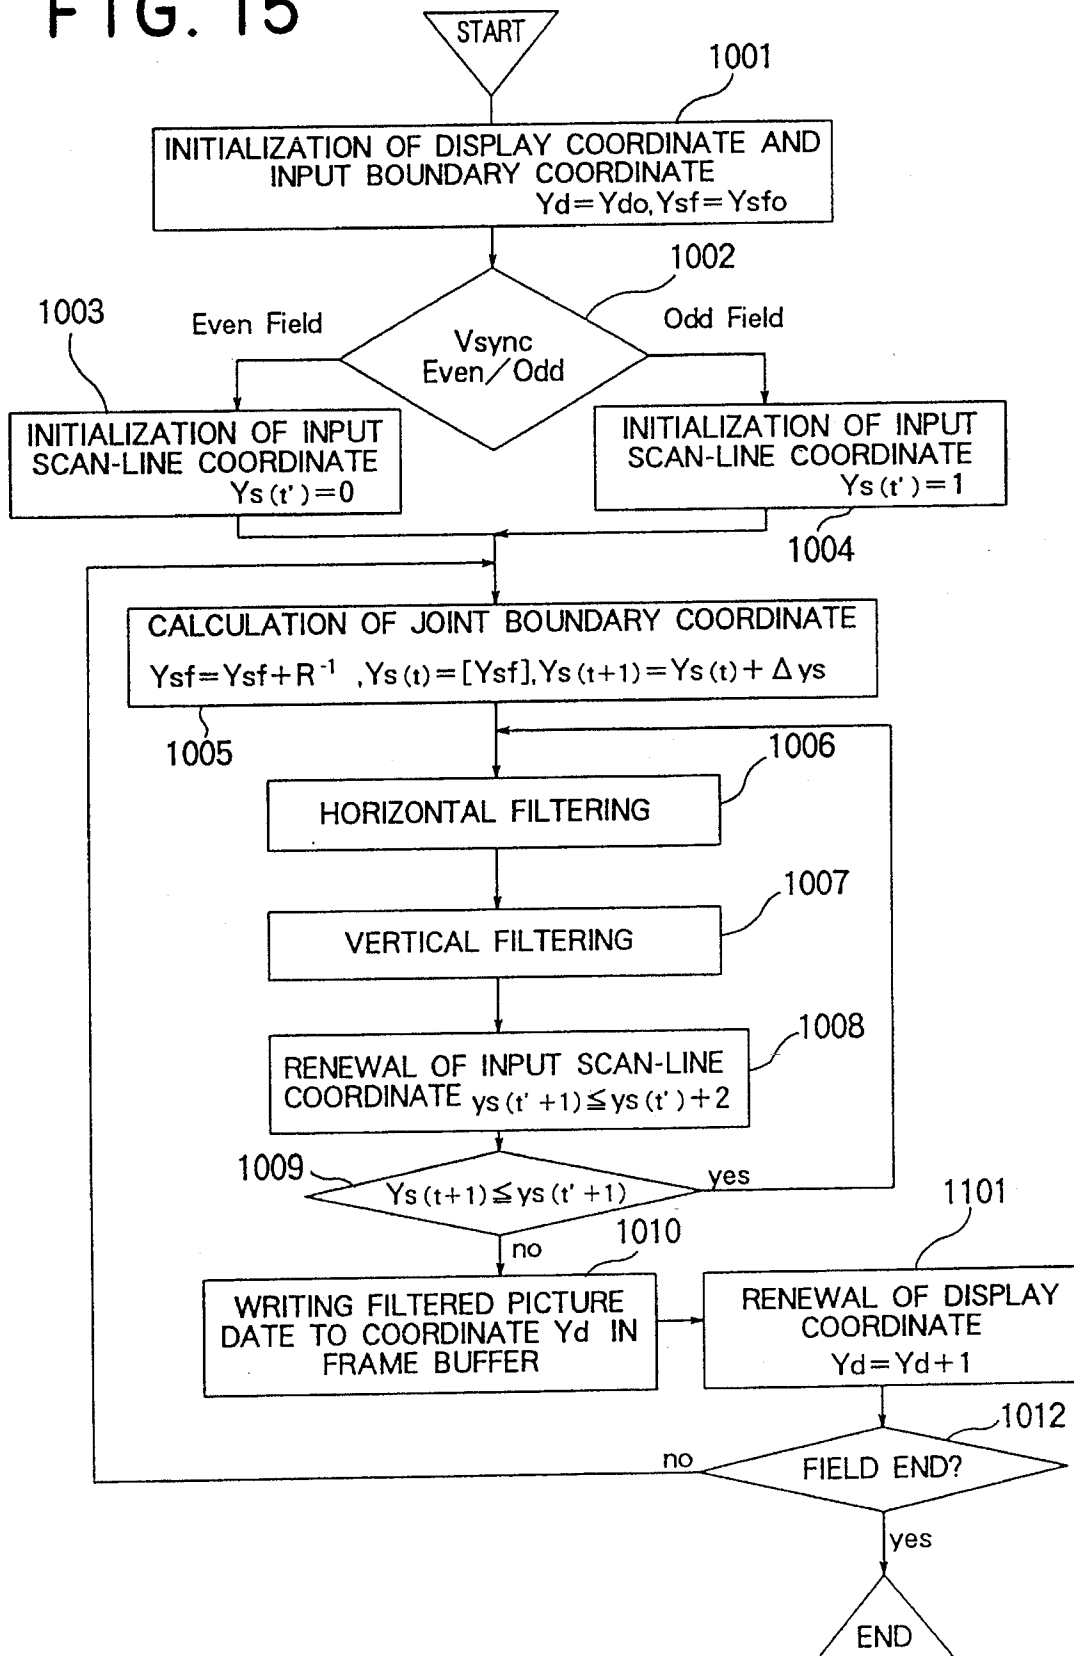 FIG. 15
START
1001
INITIALIZATION OF DISPLAY COORDINATE AND
INPUT BOUNDARY COORDINATE
Yd=Ydo,Ysf=Ysfo
1002
1003
Even Field
Odd Field
Vsync
Even/Odd
INITIALIZATION OF INPUT
SCAN-LINE COORDINATE
Ys(t')=0
INITIALIZATION OF INPUT
SCAN-LINE COORDINATE
Ys(t')=1
1004
CALCULATION OF JOINT BOUNDARY COORDINATE
Ysf=Ysf+R⁻¹ ,Ys(t)=[Ysf],Ys(t+1)=Ys(t)+Δys
1005
1006
HORIZONTAL FILTERING
1007
VERTICAL FILTERING
1008
RENEWAL OF INPUT SCAN-LINE
COORDINATE ys(t'+1)≦ys(t')+2
1009
Ys(t+1)≦ys(t'+1)
yes
no
1010
1101
WRITING FILTERED PICTURE
DATE TO COORDINATE Yd IN
FRAME BUFFER
RENEWAL OF DISPLAY
COORDINATE
Yd=Yd+1
1012
no
FIELD END?
yes
END